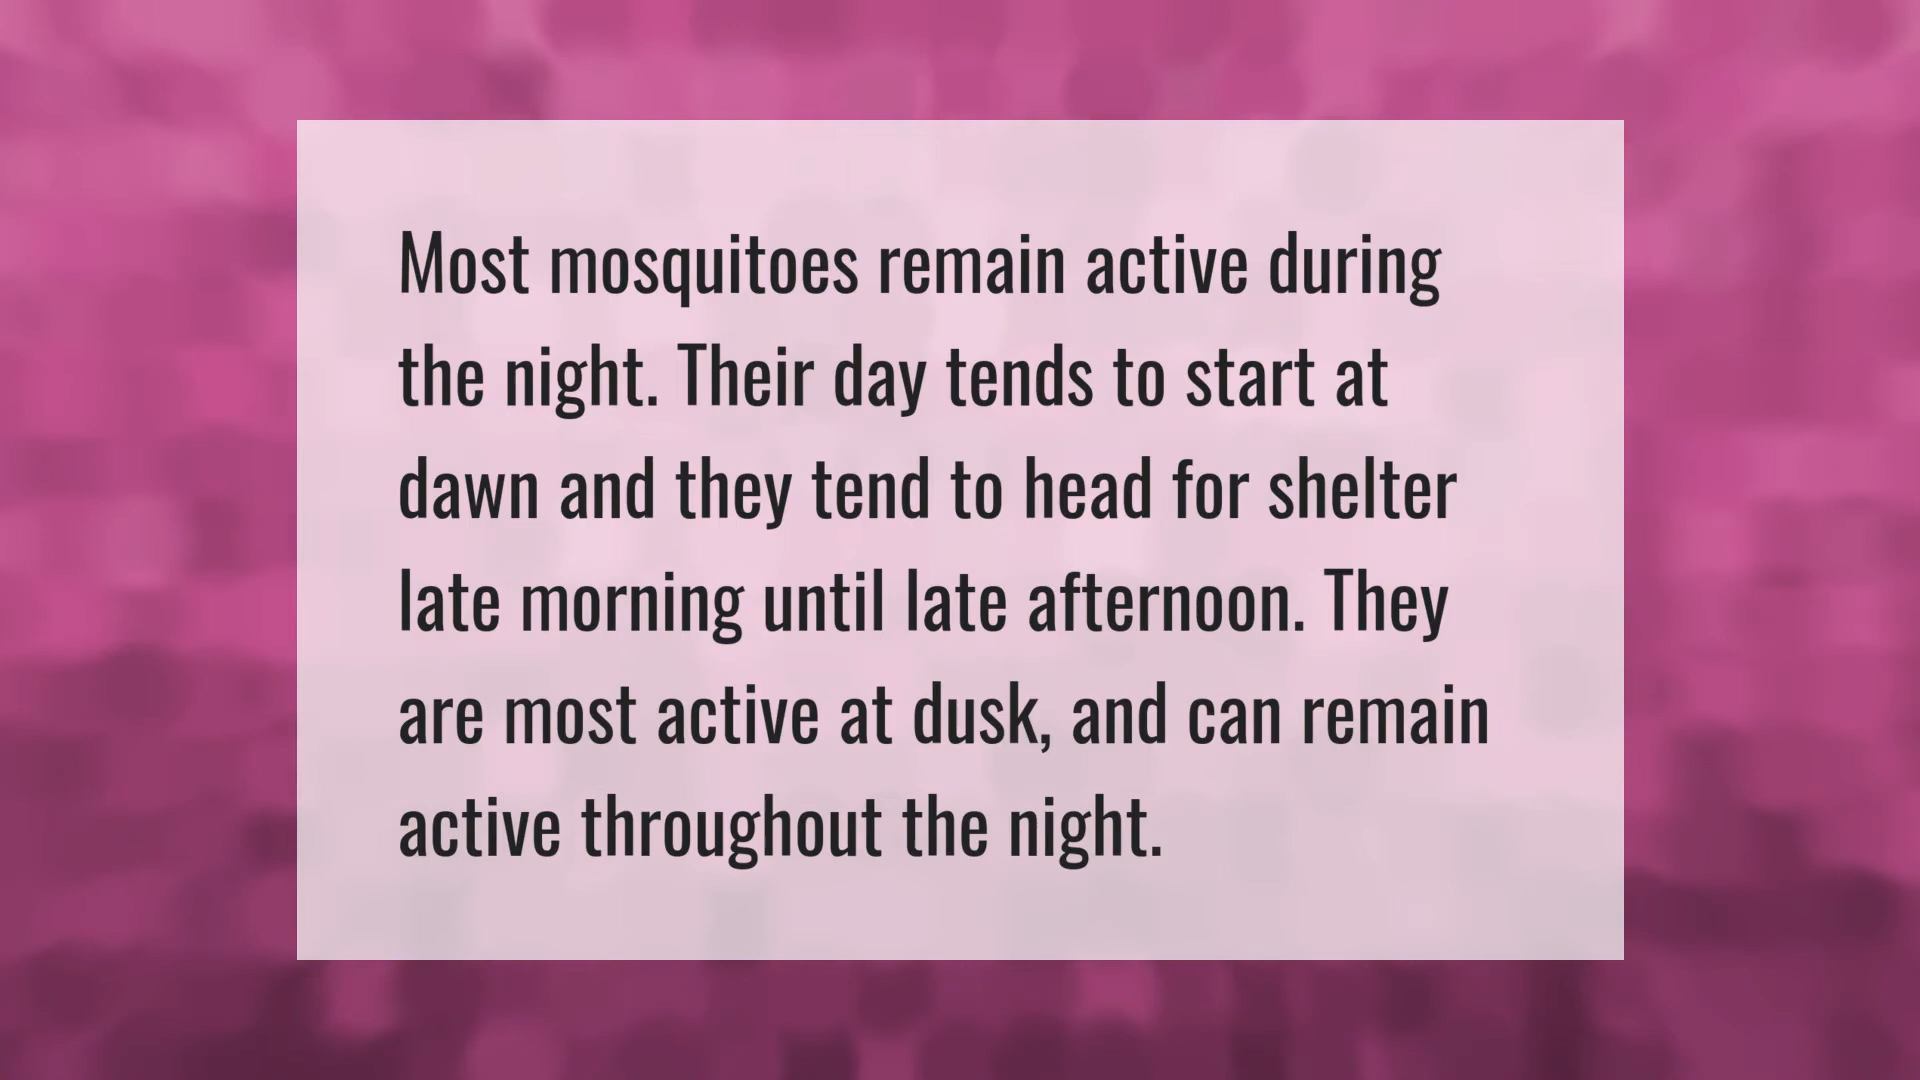 Most mosquitoes remain active during
the night. Their day tends to start at
dawn and they tend to head for shelter
late morning until late afternoon. They
are most active at dusk, and can remain
active throughout the night.